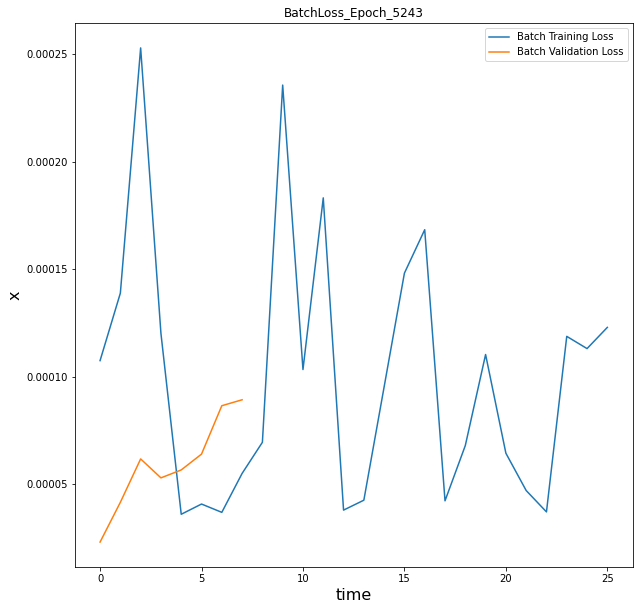 BatchLoss_Epoch_5243
Batch Training Loss
Batch Validation Loss
0.00025
0.00020
0.00015
0.00010
0.00005
x
0 5 10 15 20 25
time